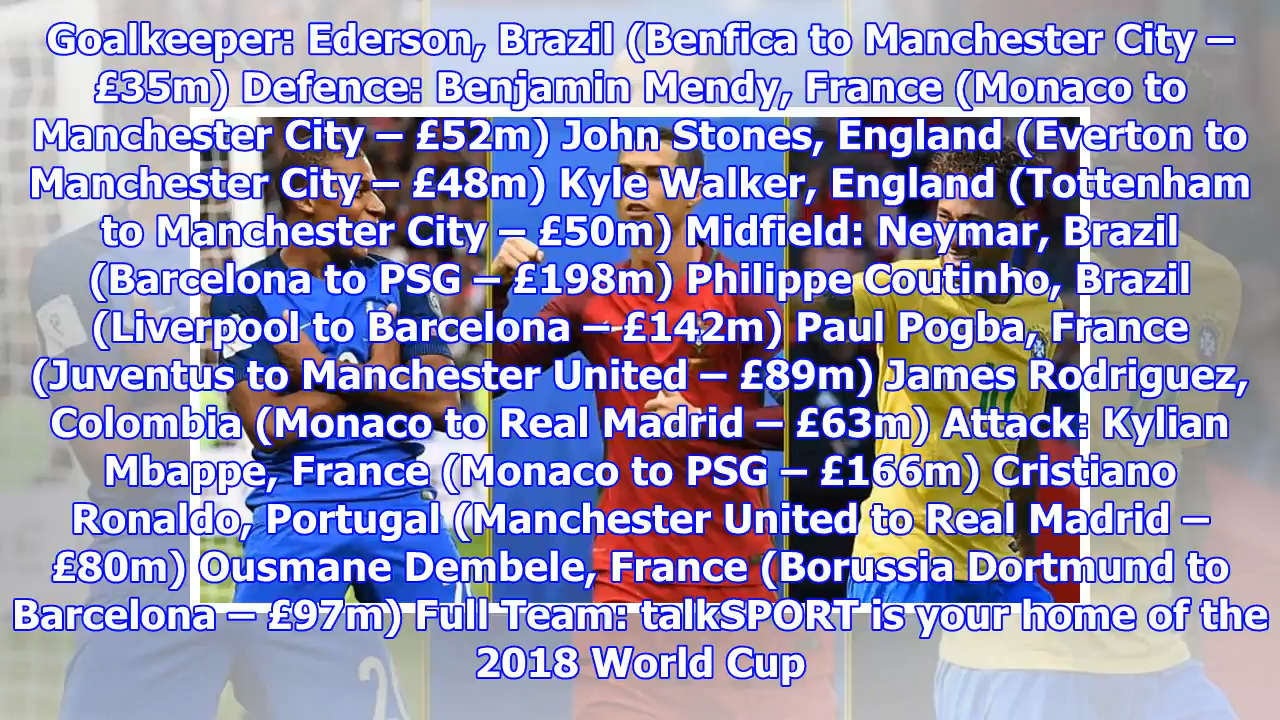 Goalkeeper: Ederson, Brazil (Benfica to Manchester City –
£35m) Defence: Benjamin Mendy, France (Monaco to
Manchester City – £52m) John Stones, England (Everton to
Manchester City – £48m) Kyle Walker, England (Tottenham
to Manchester City – £50m) Midfield: Neymar, Brazil
(Barcelona to PSG – £198m) Philippe Coutinho, Brazil
(Liverpool to Barcelona – £142m) Paul Pogba, France
(Juventus to Manchester United – £89m) James Rodriguez,
Colombia (Monaco to Real Madrid – £63m) Attack: Kylian
Mbappe, France (Monaco to PSG – £166m) Cristiano
Ronaldo, Portugal (Manchester United to Real Madrid –
£80m) Ousmane Dembele, France (Borussia Dortmund to
Barcelona – £97m) Full Team: talkSPORT is your home of the
2018 World Cup